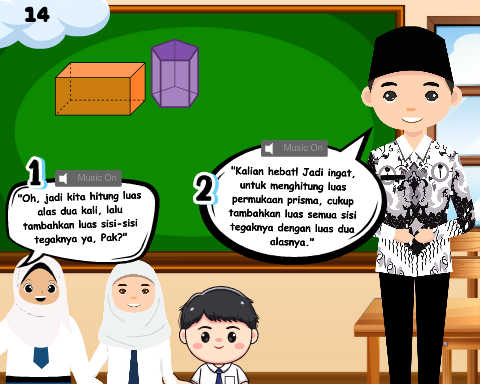 14
1
Music On
"Oh, jadi kita hitung luas
alas dua kali, lalu
tambahkan luas sisi-sisi
tegaknya ya, Pak?"
2
Music On
"Kalian hebat! Jadi ingat,
untuk menghitung luas
permukaan prisma, cukup
tambahkan luas semua sisi
tegaknya dengan luas dua
alasnya."